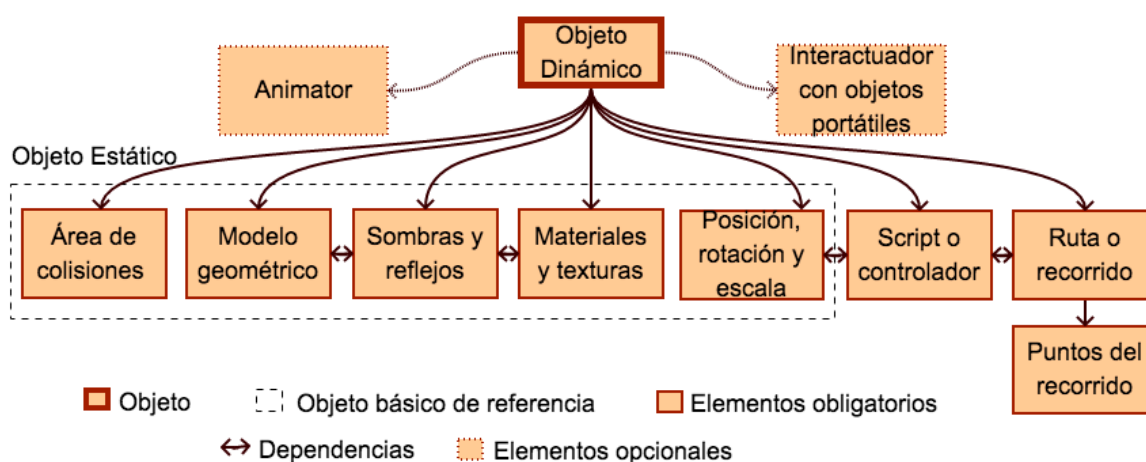 Objeto
Dinámico
Animator
Interactuador
con objetos
portátiles
Objeto Estático
Área de
colisiones
Modelo
geométrico
Sombras y
reflejos
Materiales
y texturas
Posición,
rotación y
escala
Script o
controlador
Ruta o
recorrido
Puntos del
recorrido
Objeto
Objeto básico de referencia
Elementos obligatorios
Dependencias
Elementos opcionales